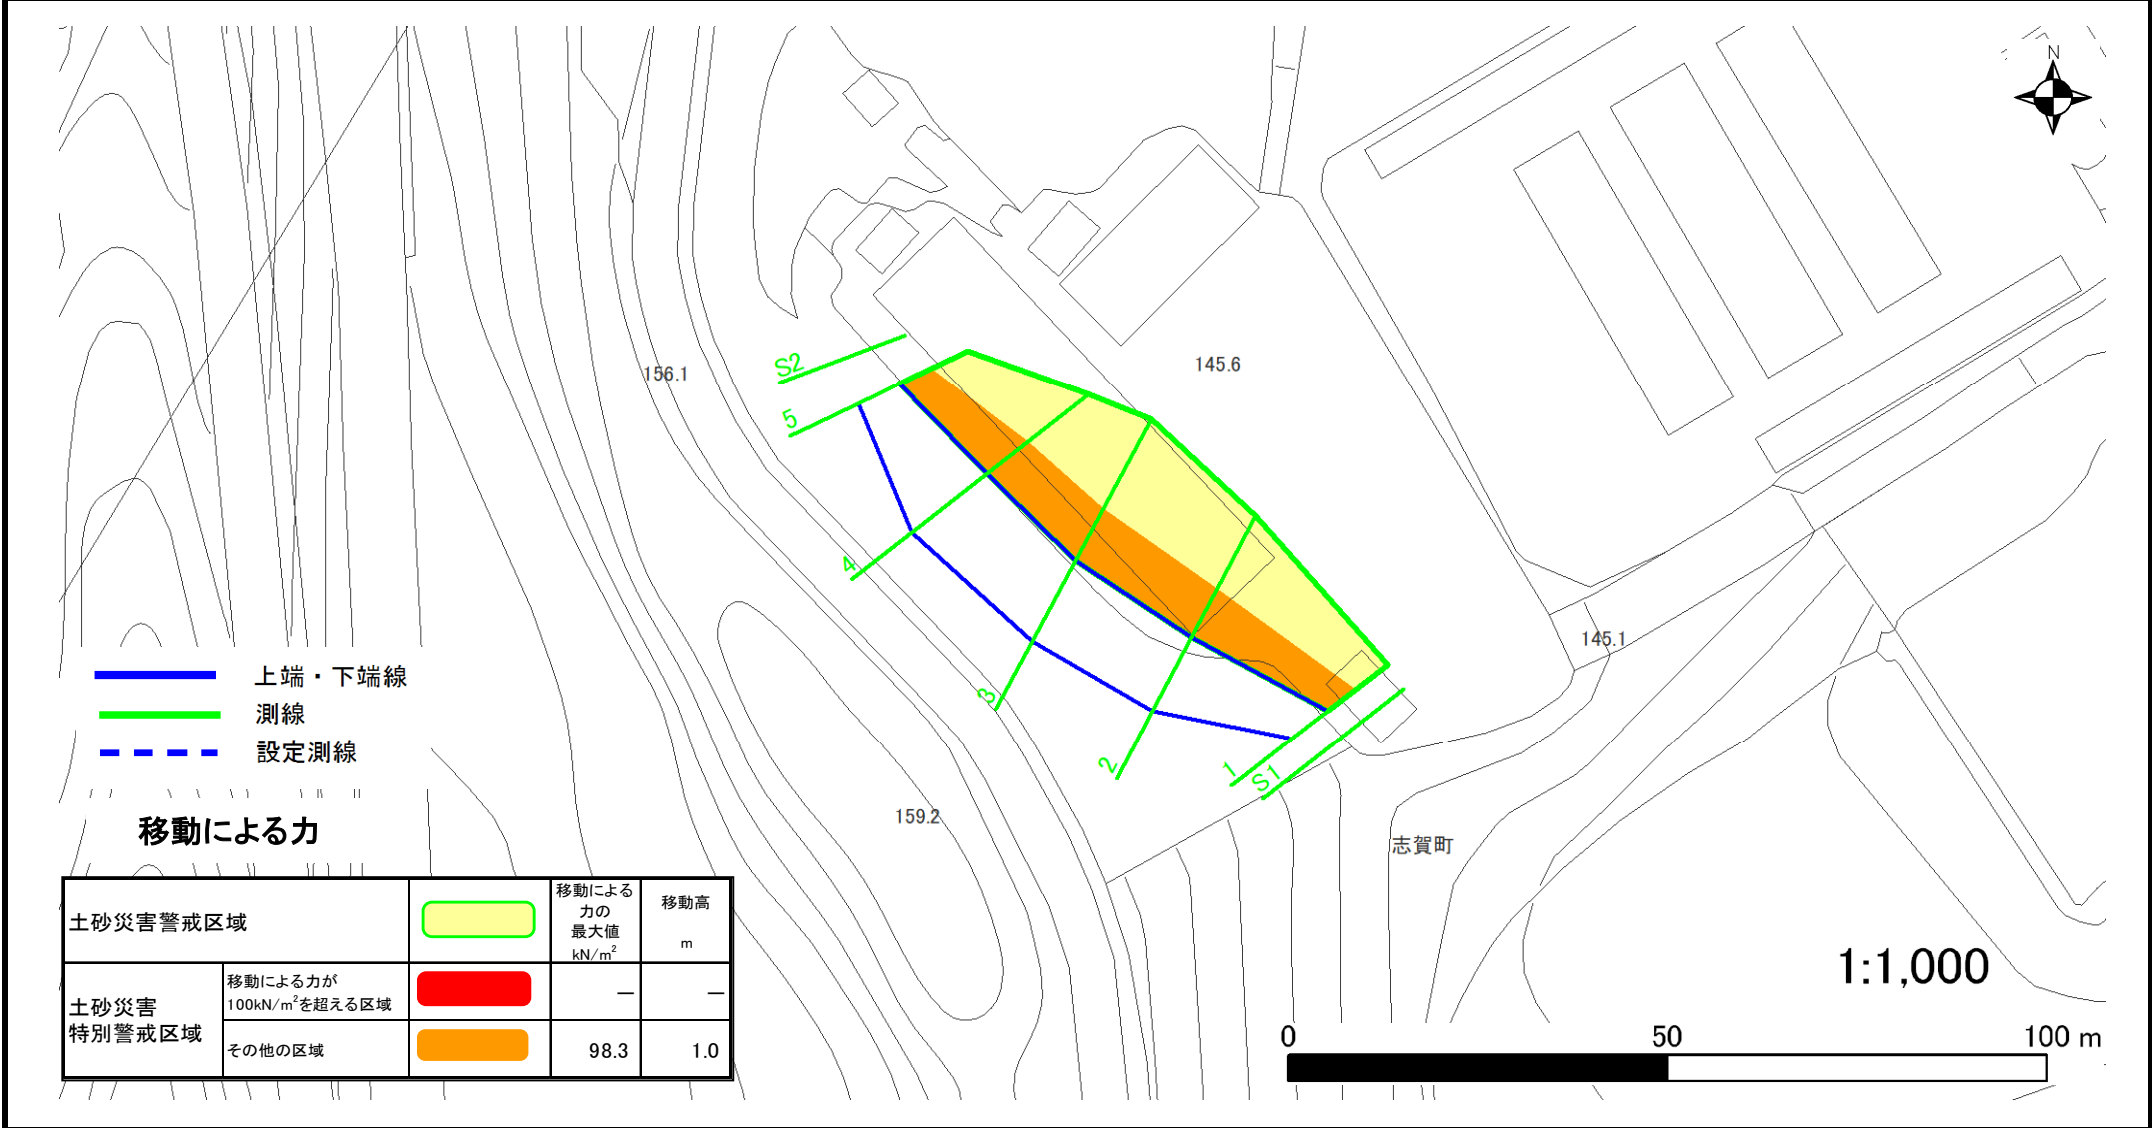 N
S2
5
156.1
145.6
4
3
2
1
S1
145.1
159.2
志賀町
上端・下端線
測線
設定測線
移動による力
土砂災害警戒区域
移動による
力の
最大値
kN/m²
移動高
m
土砂災害
特別警戒区域
移動による力が
100kN/m²を超える区域
—
—
その他の区域
98.3
1.0
1:1,000
0
50
100 m